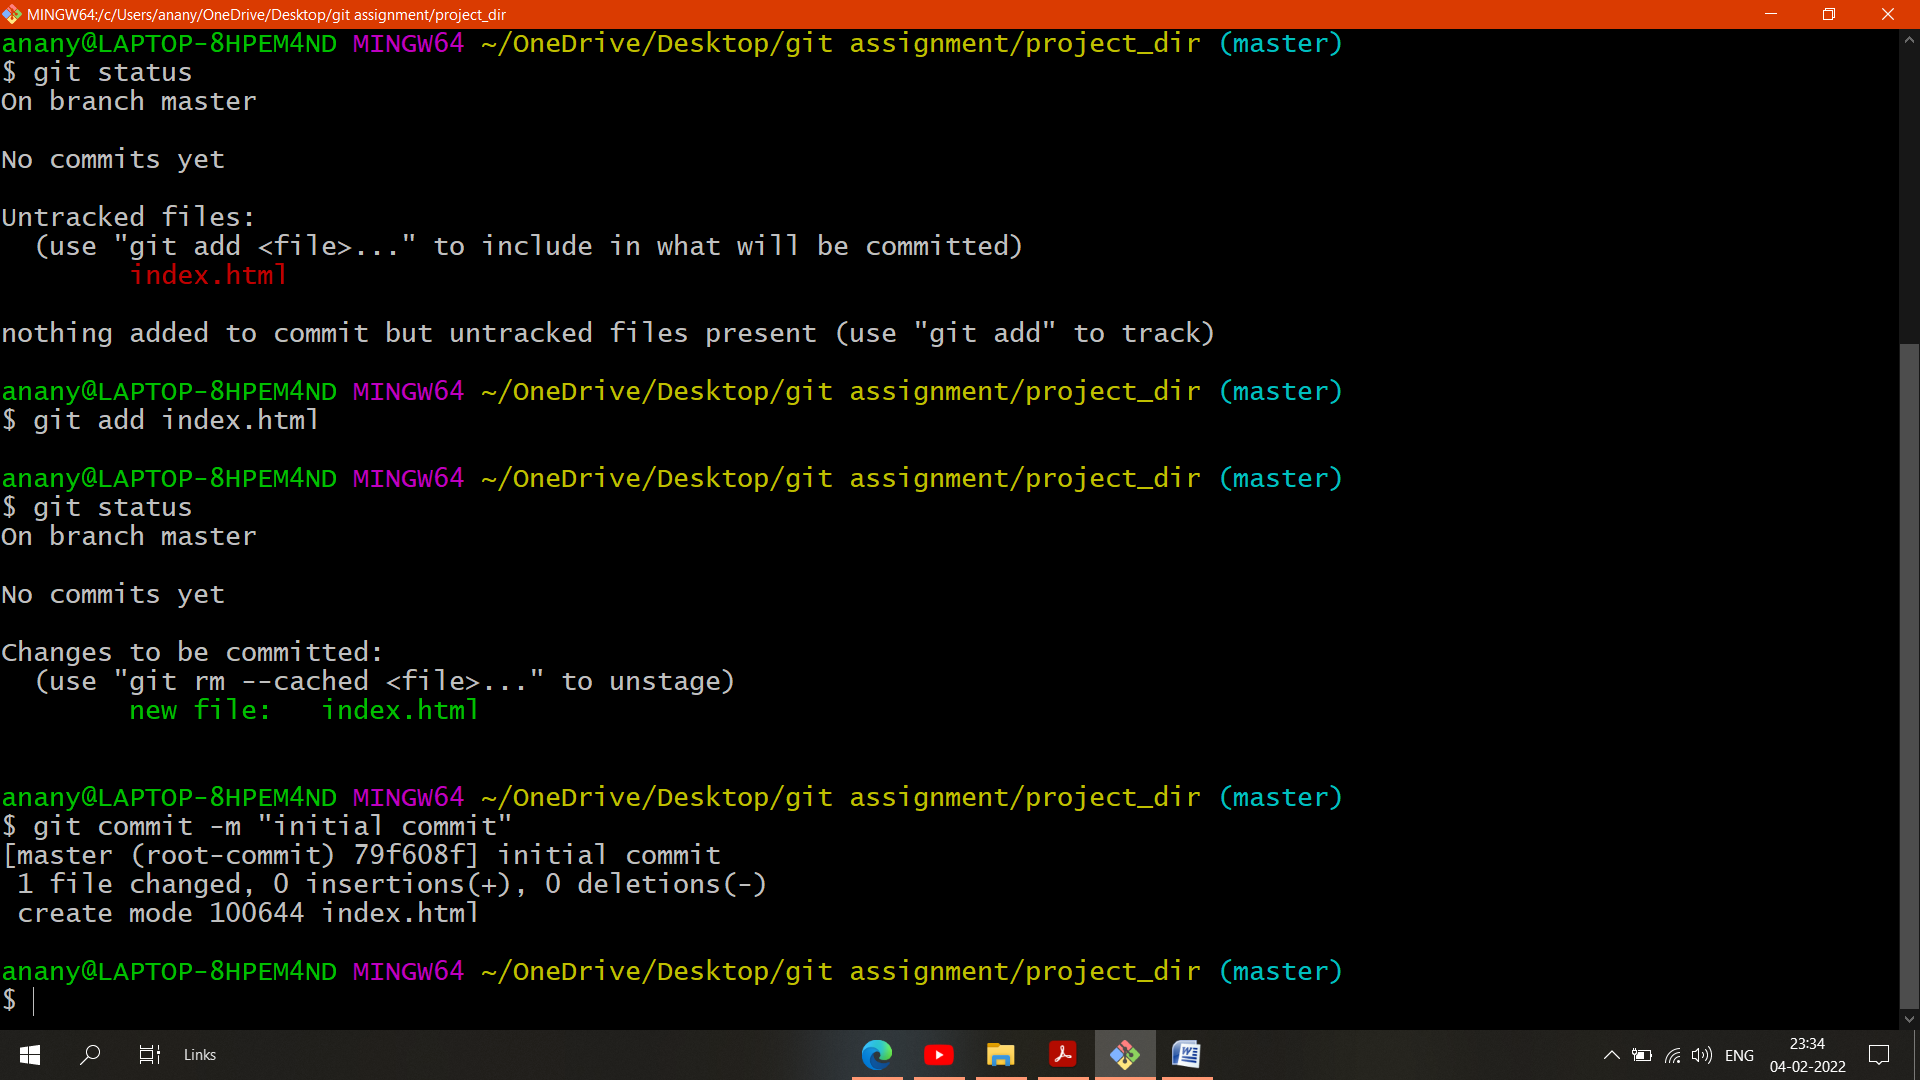 MINGW64:/c/Users/anany/OneDrive/Desktop/git assignment/project_dir
anany@LAPTOP-8HPEM4ND MINGW64 ~/OneDrive/Desktop/git assignment/project_dir (master)
$ git status
On branch master

No commits yet

Untracked files:
  (use "git add <file>..." to include in what will be committed)
        index.html

nothing added to commit but untracked files present (use "git add" to track)

anany@LAPTOP-8HPEM4ND MINGW64 ~/OneDrive/Desktop/git assignment/project_dir (master)
$ git add index.html

anany@LAPTOP-8HPEM4ND MINGW64 ~/OneDrive/Desktop/git assignment/project_dir (master)
$ git status
On branch master

No commits yet

Changes to be committed:
  (use "git rm --cached <file>..." to unstage)
        new file:   index.html


anany@LAPTOP-8HPEM4ND MINGW64 ~/OneDrive/Desktop/git assignment/project_dir (master)
$ git commit -m "initial commit"
[master (root-commit) 79f608f] initial commit
 1 file changed, 0 insertions(+), 0 deletions(-)
 create mode 100644 index.html

anany@LAPTOP-8HPEM4ND MINGW64 ~/OneDrive/Desktop/git assignment/project_dir (master)
$
Links
ENG
23:34
04-02-2022